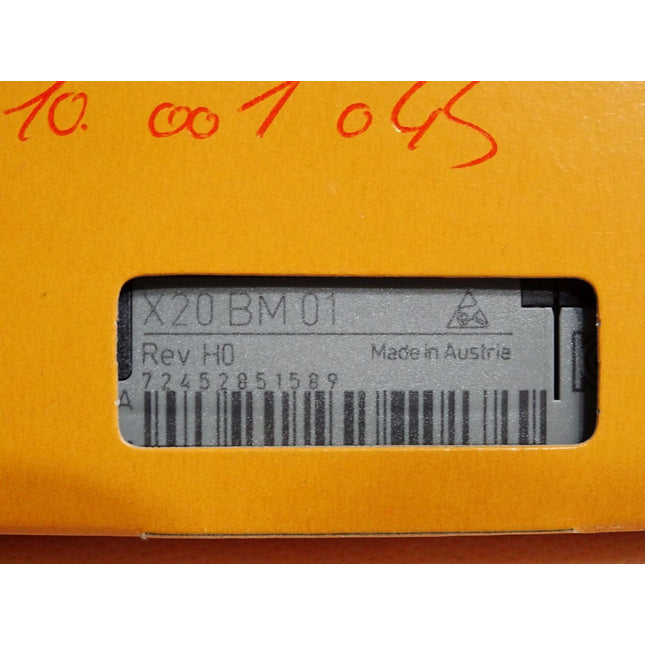 10. 001 045
X20 BM 01
Rev. H0
Made in Austria
72452851589